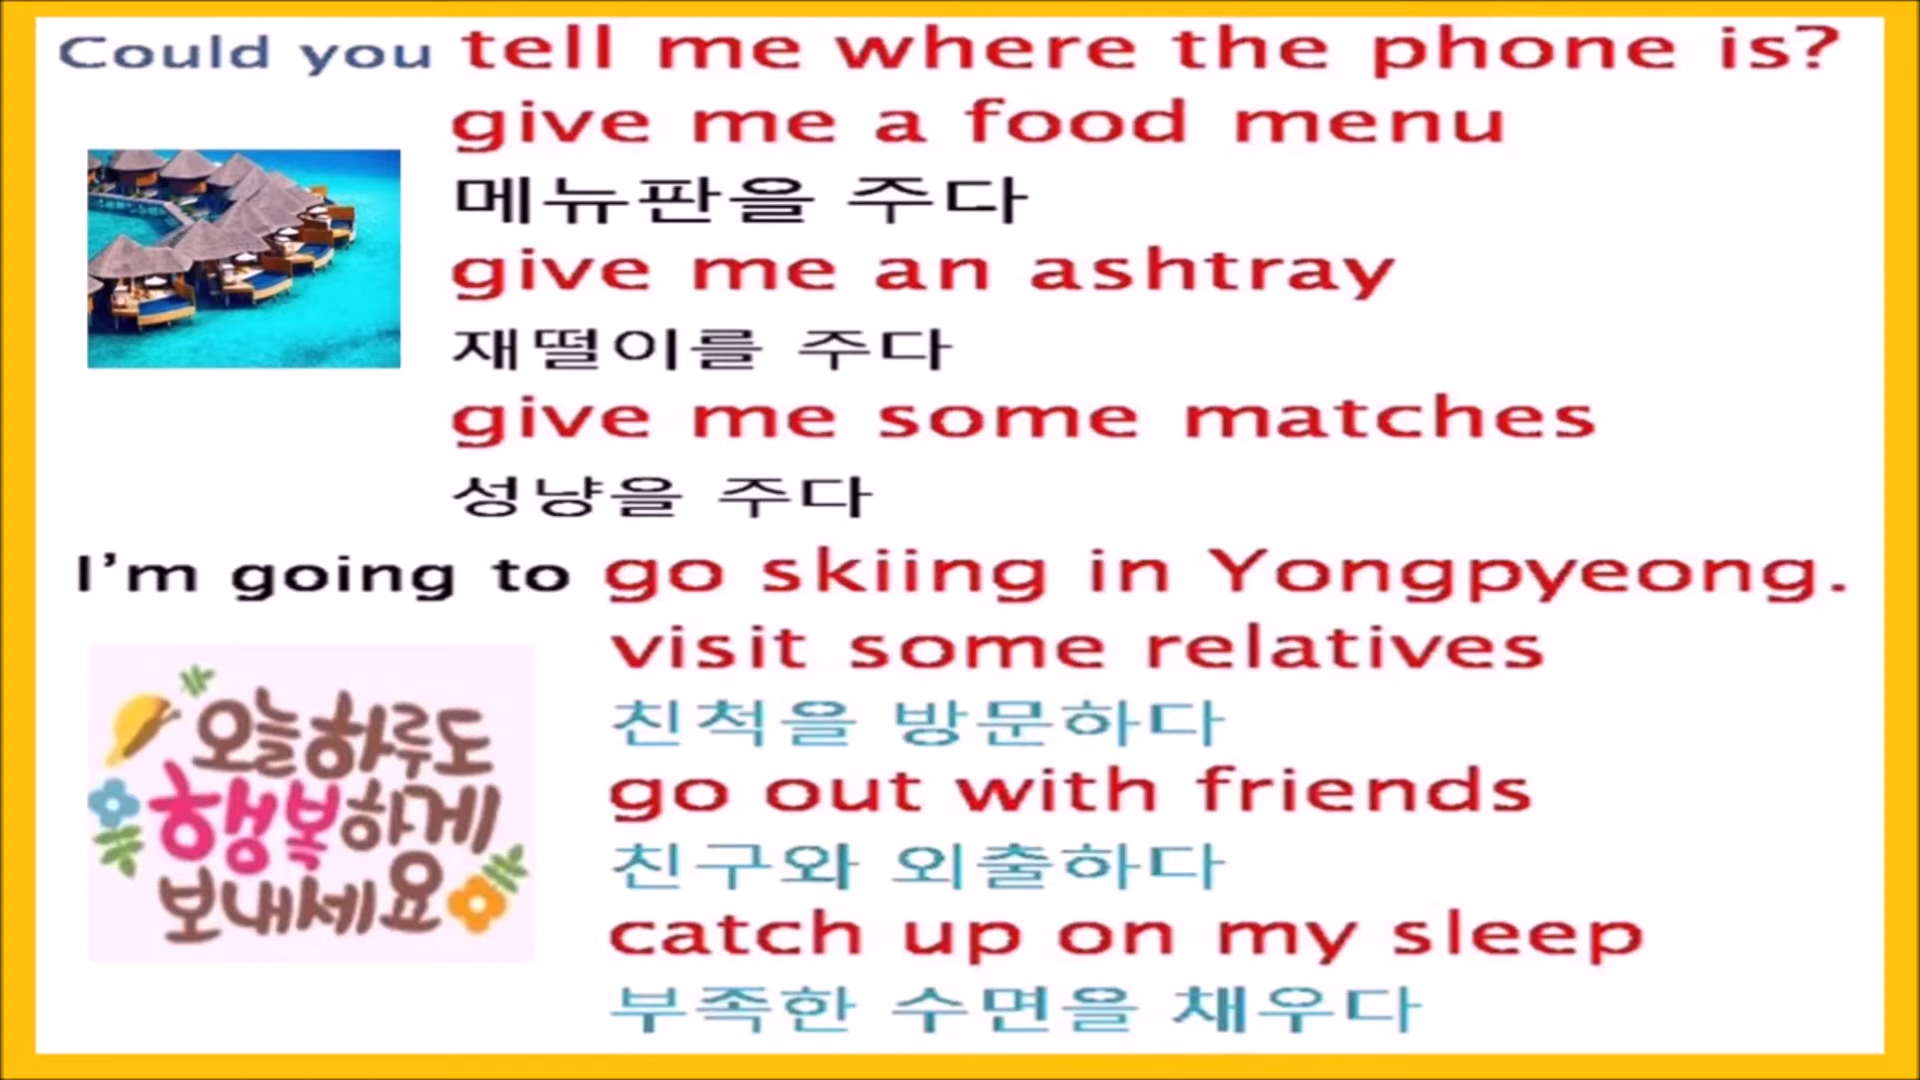 Could you tell me where the phone is?
give me a food menu
메뉴판을 주다
give me an ashtray
재떨이를 주다
give me some matches
성냥을 주다
I'm going to go skiing in Yongpyeong.
visit some relatives
친척을 방문하다
go out with friends
친구와 외출하다
catch up on my sleep
부족한 수면을 채우다
오늘하루도
행복하게
보내세요